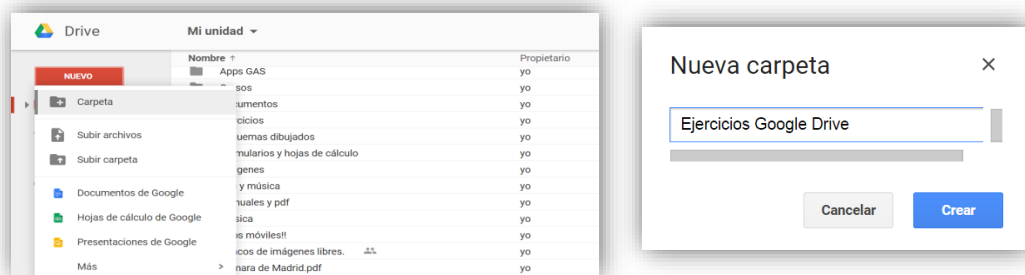 Drive Mi unidad
Nombre ↑ Propietario
NUEVO
Apps GAS yo
sos yo
Carpeta
cumentos yo
rcicios yo
Subir archivos
uemas dibujados yo
Subir carpeta
mularios y hojas de cálculo yo
genes yo
Documentos de Google
y música yo
nuales y pdf yo
Hojas de cálculo de Google
sica yo
s móviles!! yo
Presentaciones de Google
cos de imágenes libres. yo
Más >
mara de Madrid.pdf yo
Nueva carpeta ×
Ejercicios Google Drive
Cancelar Crear